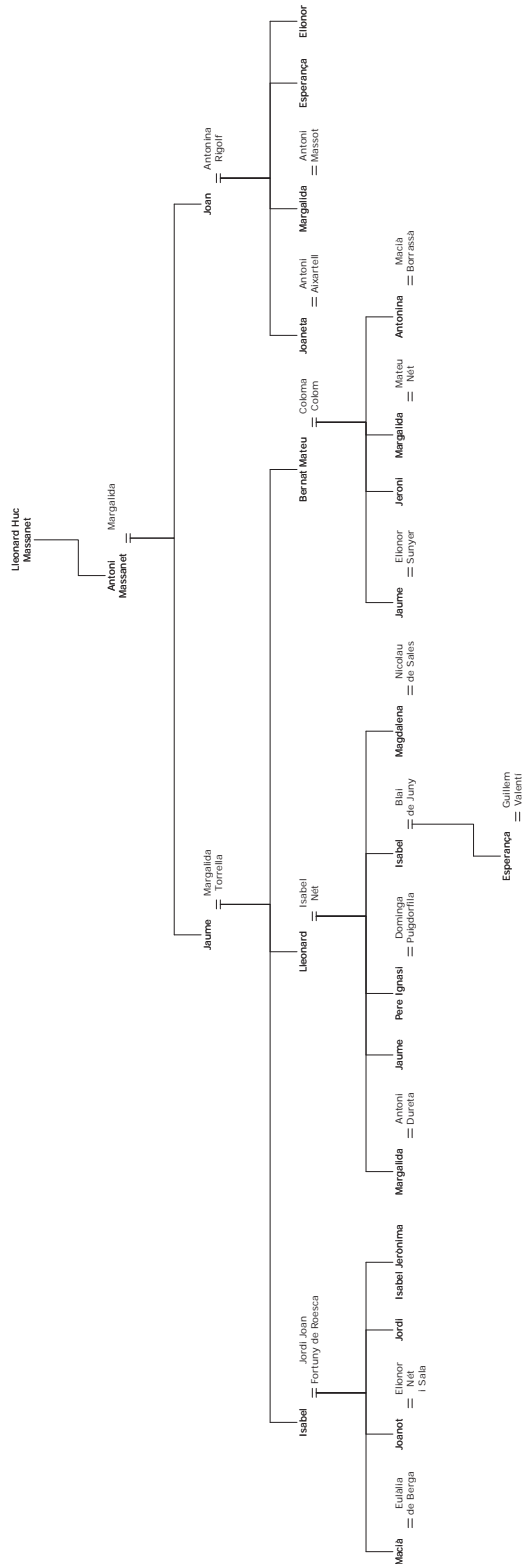 Lleonard Huc
Massanet
Antoni
Massanet
=
Margalida
Jaume
=
Margalida
Torrella
Joan
=
Antonina
Rigolf
Isabel
=
Jordi Joan
Fortuny de Roesca
Lleonard
=
Isabel
Nét
Bernat Mateu
=
Coloma
Colom
Joaneta
=
Antoni
Aixartell
Margalida
=
Antoni
Massot
Esperança
Elionor
Macià
=
Eulàlia
de Berga
Joanot
=
Elionor
Nét
i Sala
Jordi
Isabel Jerònima
Margalida
=
Antoni
Dureta
Jaume
Pere Ignasi
=
Dominga
Puigdorfila
Isabel
=
Blai
de Juny
Magdalena
=
Nicolau
de Sales
Jaume
=
Elionor
Sunyer
Jeroni
Margalida
=
Mateu
Nét
Antonina
=
Macià
Borrassà
Esperança
=
Guillem
Valentí